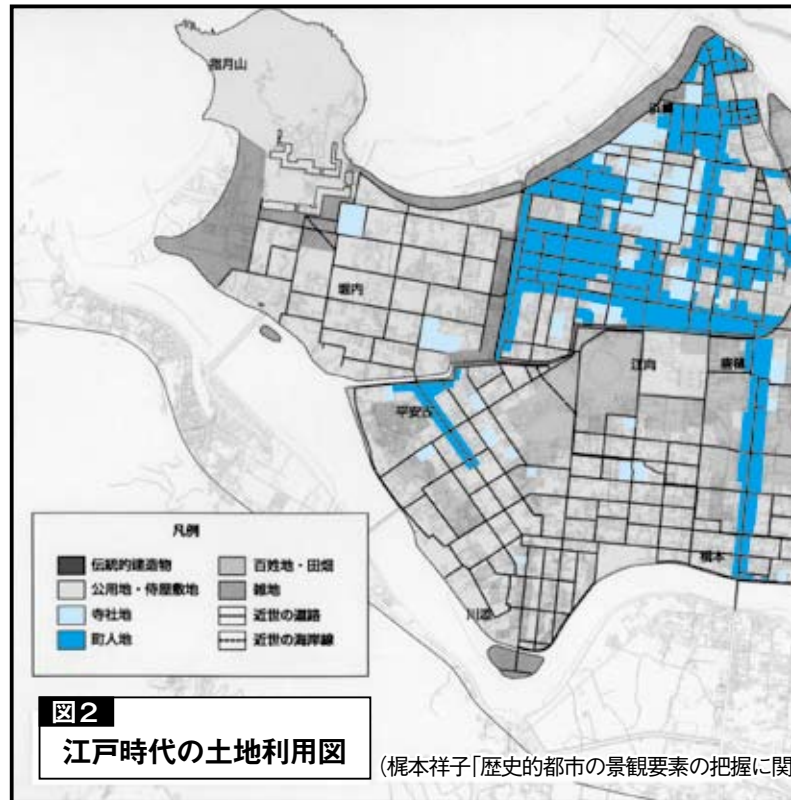 指月山
浜崎
堀内
江向
唐樋
平安古
橋本
川添
凡例
伝統的建造物
公用地・侍屋敷地
寺社地
町人地
百姓地・田畑
雑地
近世の道路
近世の海岸線
図2
江戸時代の土地利用図
(梶本祥子「歴史的都市の景観要素の把握に関